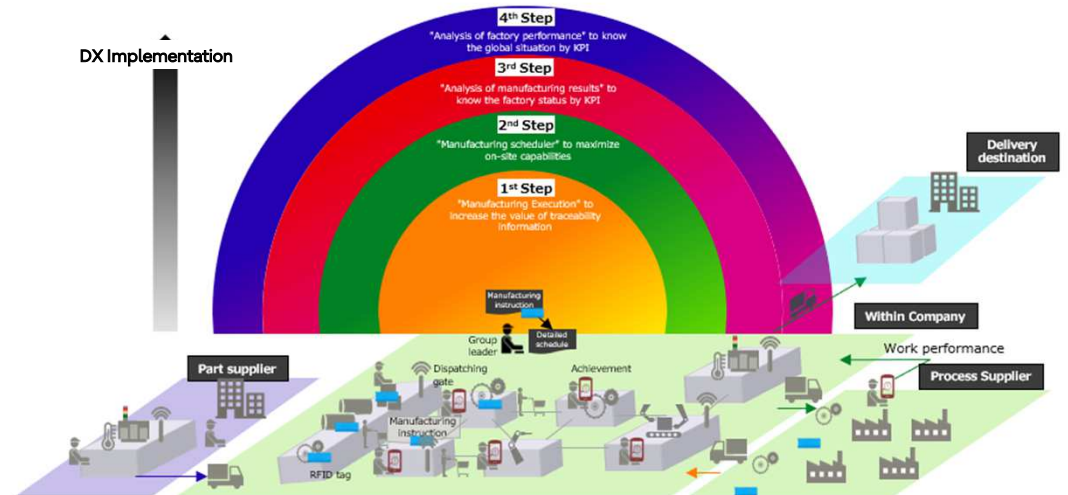 DX Implementation
4th Step
"Analysis of factory performance" to know
the global situation by KPI
3rd Step
"Analysis of manufacturing results" to
know the factory status by KPI
2nd Step
"Manufacturing scheduler" to maximize
on-site capabilities
1st Step
"Manufacturing Execution" to
increase the value of traceability
information
Delivery
destination
Manufacturing
instruction
Detailed
schedule
Group
leader
Within Company
Work performance
Part supplier
Process Supplier
Dispatching
gate
Achievement
Manufacturing
instruction
RFID tag